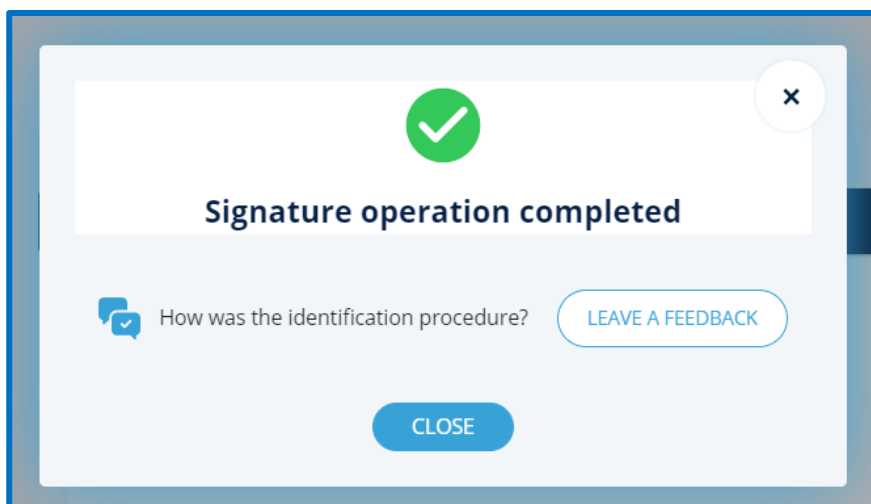 Signature operation completed
How was the identification procedure? LEAVE A FEEDBACK
CLOSE